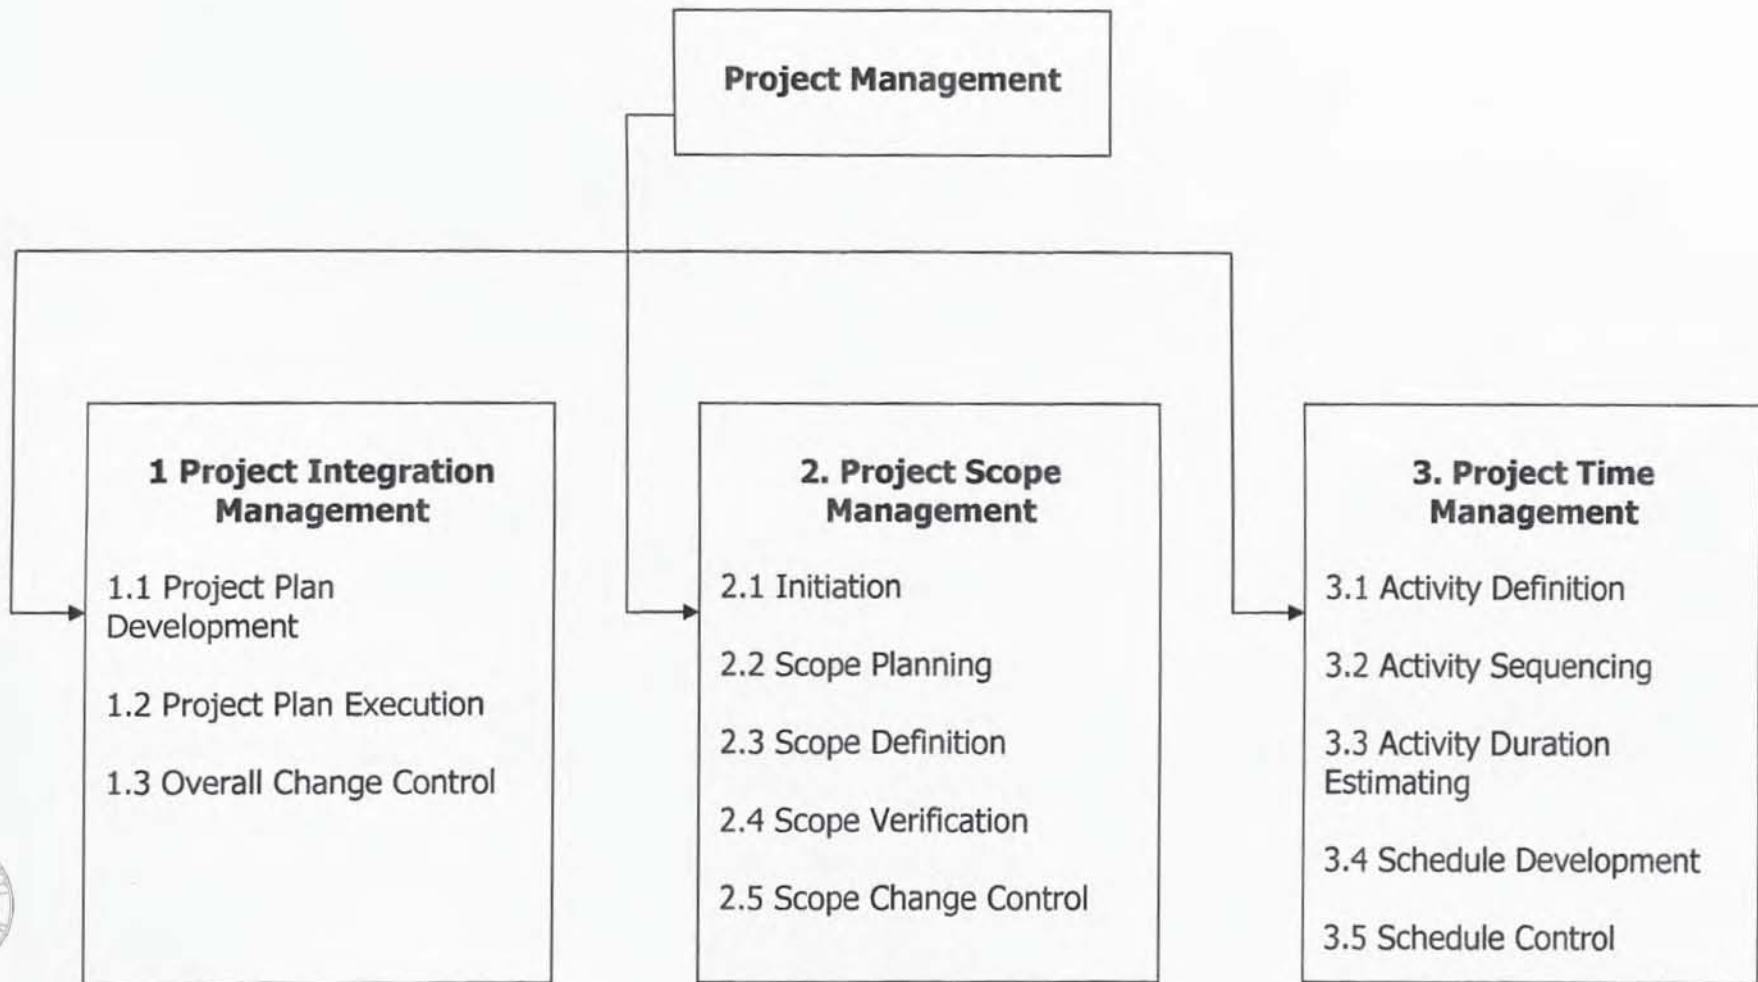 Project Management
1 Project Integration
Management
1.1 Project Plan
Development
1.2 Project Plan Execution
1.3 Overall Change Control
2. Project Scope
Management
2.1 Initiation
2.2 Scope Planning
2.3 Scope Definition
2.4 Scope Verification
2.5 Scope Change Control
3. Project Time
Management
3.1 Activity Definition
3.2 Activity Sequencing
3.3 Activity Duration
Estimating
3.4 Schedule Development
3.5 Schedule Control